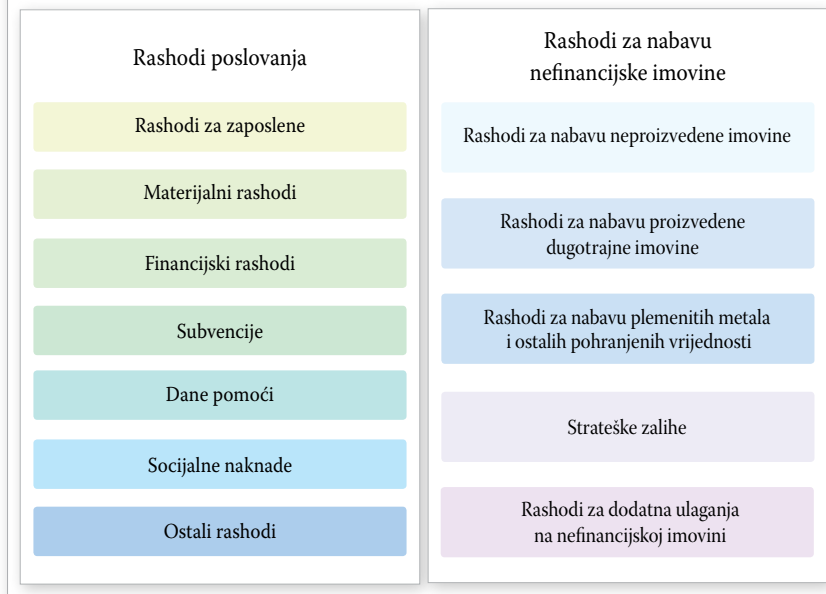 Rashodi poslovanja
Rashodi za zaposlene
Materijalni rashodi
Financijski rashodi
Subvencije
Dane pomoći
Socijalne naknade
Ostali rashodi
Rashodi za nabavu
nefinancijske imovine
Rashodi za nabavu neproizvedene imovine
Rashodi za nabavu proizvedene
dugotrajne imovine
Rashodi za nabavu plemenitih metala
i ostalih pohranjenih vrijednosti
Strateške zalihe
Rashodi za dodatna ulaganja
na nefinancijskoj imovini